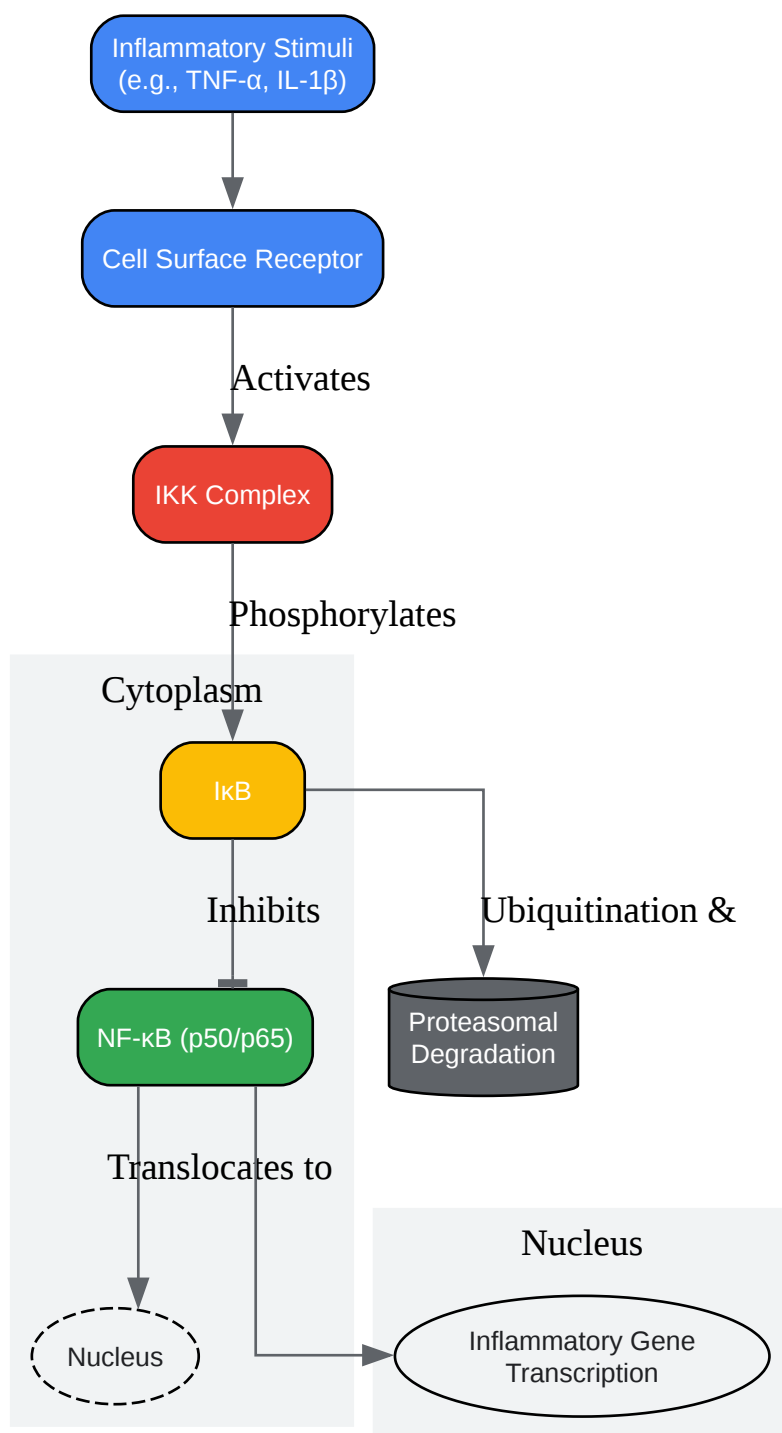 Inflammatory Stimuli
(e.g., TNF-α, IL-1β)
Cell Surface Receptor
Activates
IKK Complex
Phosphorylates
Cytoplasm
IκB
Inhibits
Ubiquitination &
NF-κB (p50/p65)
Proteasomal
Degradation
Translocates to
Nucleus
Nucleus
Inflammatory Gene
Transcription